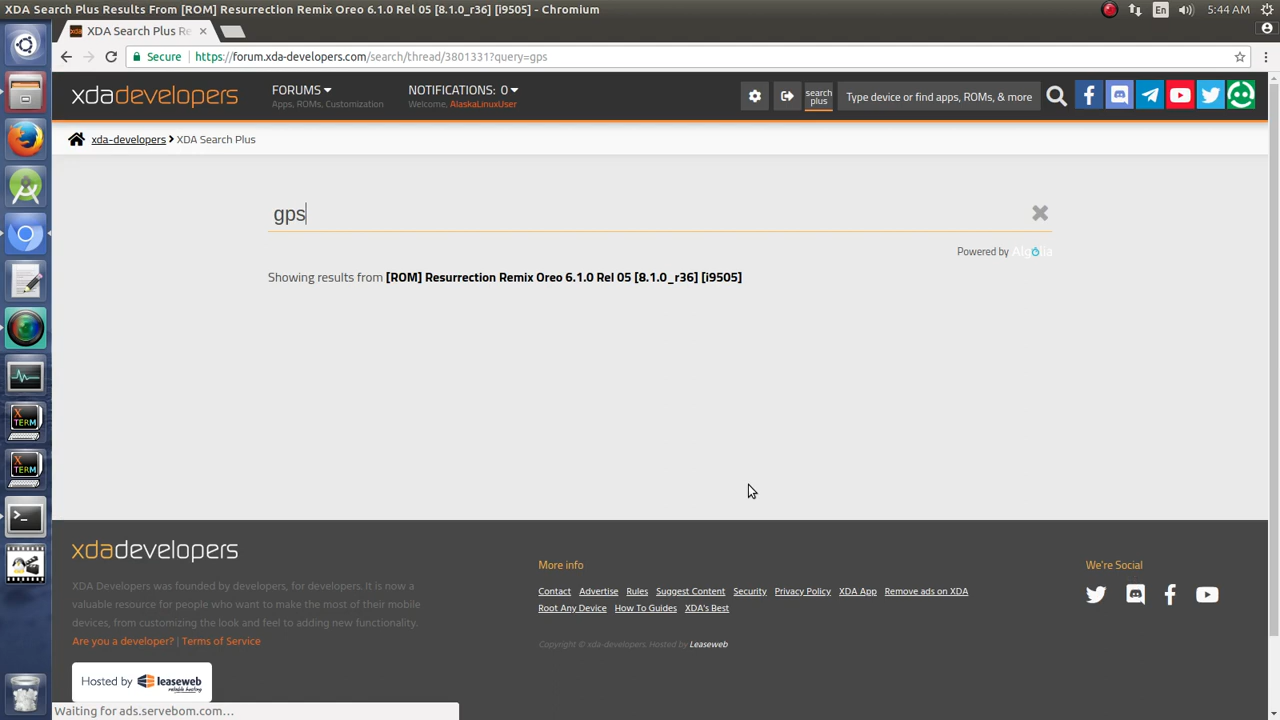 XDA Search Plus Results From [ROM] Resurrection Remix Oreo 6.1.0 Rel 05 [8.1.0_r36] [i9505] - Chromium
En
5:44 AM
XDA Search Plus Re
Secure
https://forum.xda-developers.com/search/thread/3801331?query=gps
xdadevelopers
FORUMS
Apps, ROMs, Customization
NOTIFICATIONS: 0
Welcome, AlaskaLinuxUser
search
plus
Type device or find apps, ROMs, & more
xda-developers
XDA Search Plus
gps
Powered by Algolia
Showing results from [ROM] Resurrection Remix Oreo 6.1.0 Rel 05 [8.1.0_r36] [i9505]
X
TERM
X
TERM
xdadevelopers
XDA Developers was founded by developers, for developers. It is now a
valuable resource for people who want to make the most of their mobile
devices, from customizing the look and feel to adding new functionality.
Are you a developer? | Terms of Service
Hosted by leaseweb
reliable hosting
More info
Contact Advertise Rules Suggest Content Security Privacy Policy XDA App Remove ads on XDA
Root Any Device How To Guides XDA's Best
Copyright © xda-developers, Hosted by Leaseweb
We're Social
Waiting for ads.servebom.com…